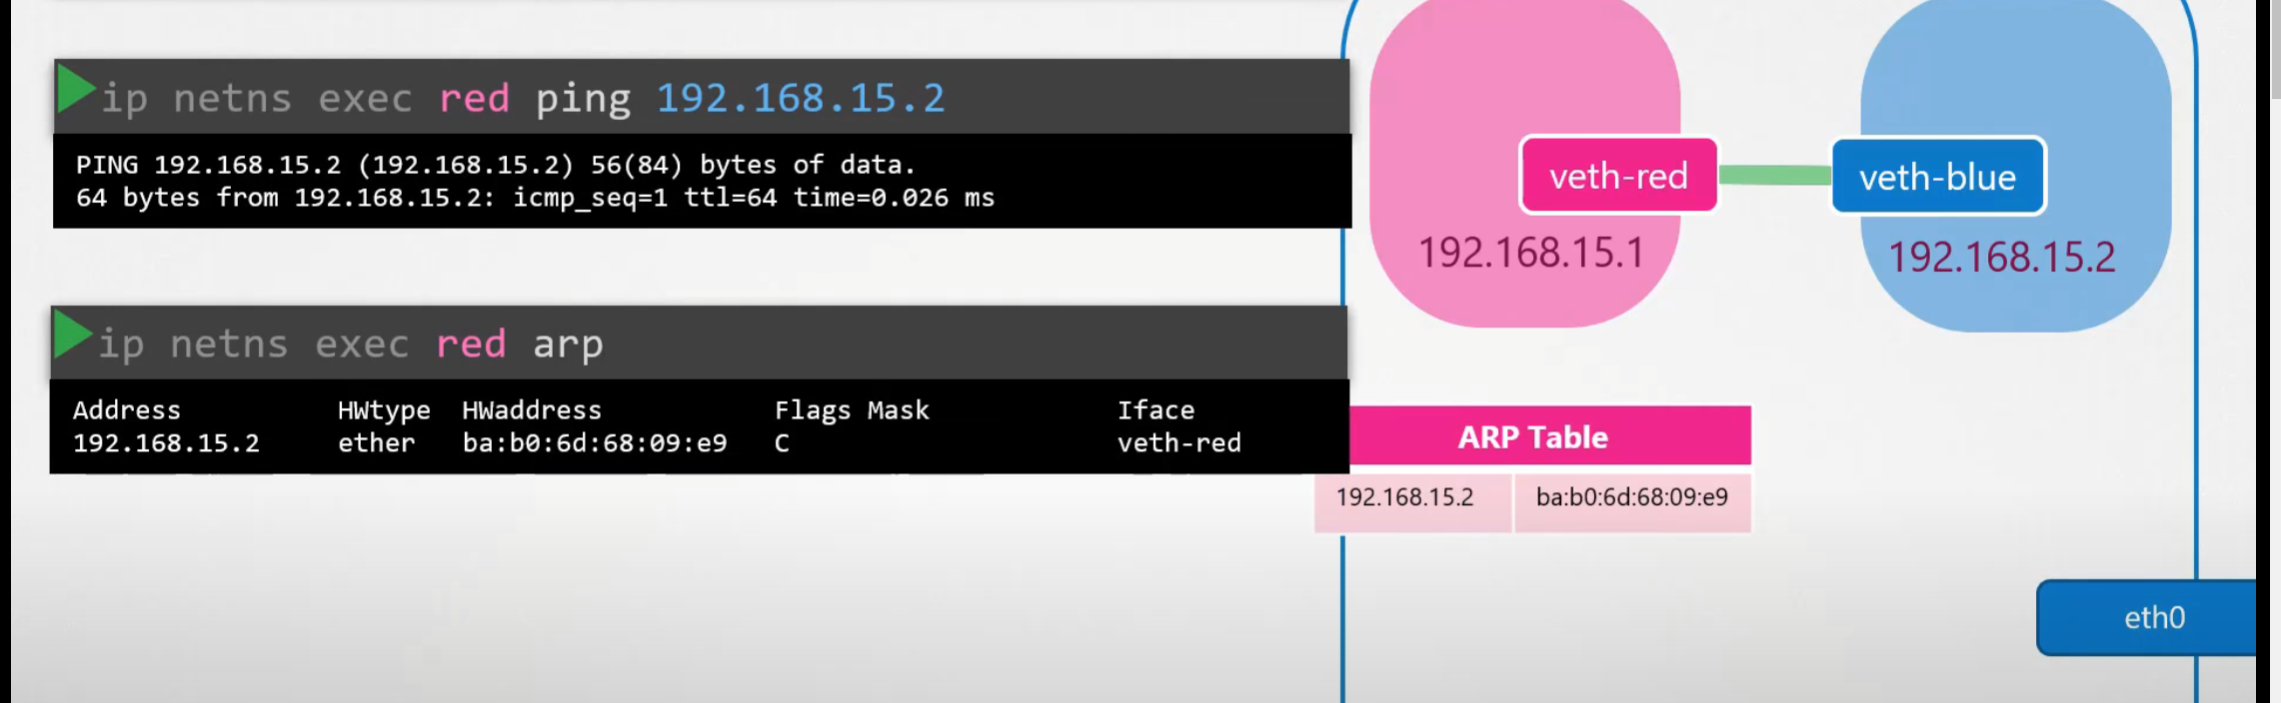 ip netns exec red ping 192.168.15.2
PING 192.168.15.2 (192.168.15.2) 56(84) bytes of data.
64 bytes from 192.168.15.2: icmp_seq=1 ttl=64 time=0.026 ms
ip netns exec red arp
Address HWtype HWaddress Flags Mask Iface
192.168.15.2 ether ba:b0:6d:68:09:e9 C veth-red
veth-red
veth-blue
192.168.15.1
192.168.15.2
ARP Table
192.168.15.2 ba:b0:6d:68:09:e9
eth0